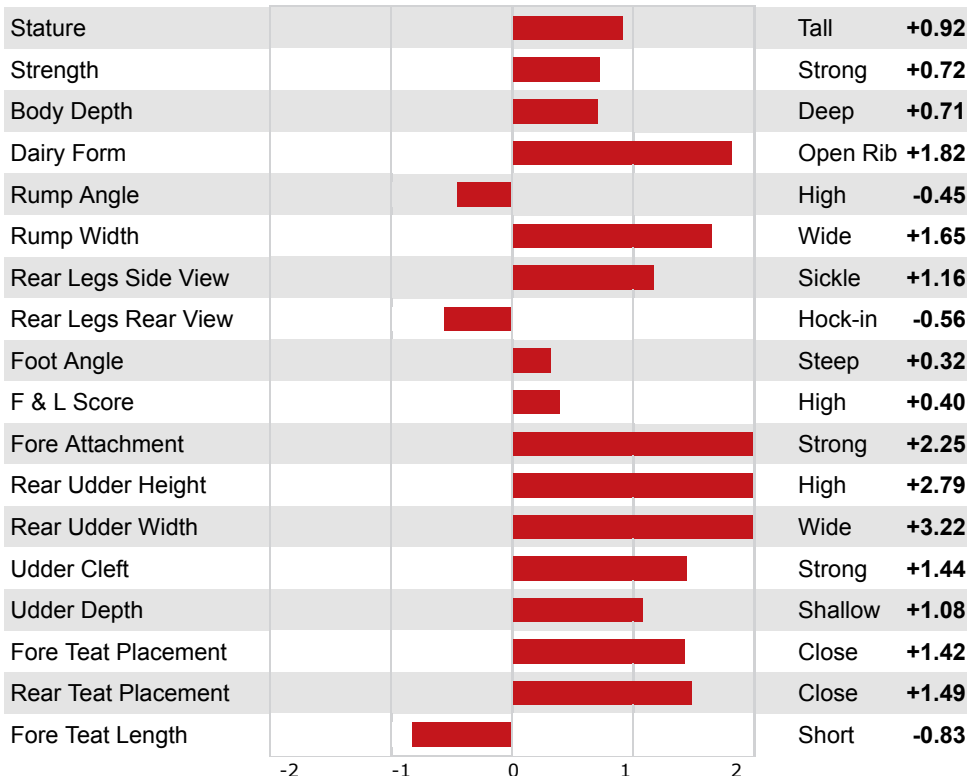 Stature Tall +0.92
Strength Strong +0.72
Body Depth Deep +0.71
Dairy Form Open Rib +1.82
Rump Angle High -0.45
Rump Width Wide +1.65
Rear Legs Side View Sickle +1.16
Rear Legs Rear View Hock-in -0.56
Foot Angle Steep +0.32
F & L Score High +0.40
Fore Attachment Strong +2.25
Rear Udder Height High +2.79
Rear Udder Width Wide +3.22
Udder Cleft Strong +1.44
Udder Depth Shallow +1.08
Fore Teat Placement Close +1.42
Rear Teat Placement Close +1.49
Fore Teat Length Short -0.83
-2 -1 0 1 2